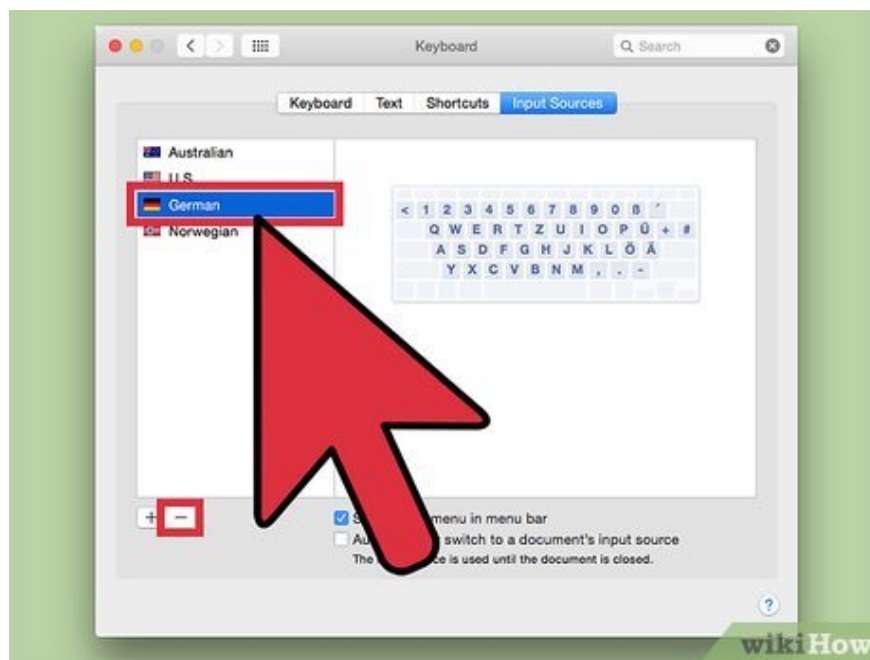 Keyboard
Search
Keyboard Text Shortcuts Input Sources
Australian
U.S.
German
Norwegian
< 1 2 3 4 5 6 7 8 9 0 ß ´
Q W E R T Z U I O P Ü + #
A S D F G H J K L Ö Ä
Y X C V B N M , . -
+ −
menu in menu bar
switch to a document's input source
The is used until the document is closed.
?
wikiHow